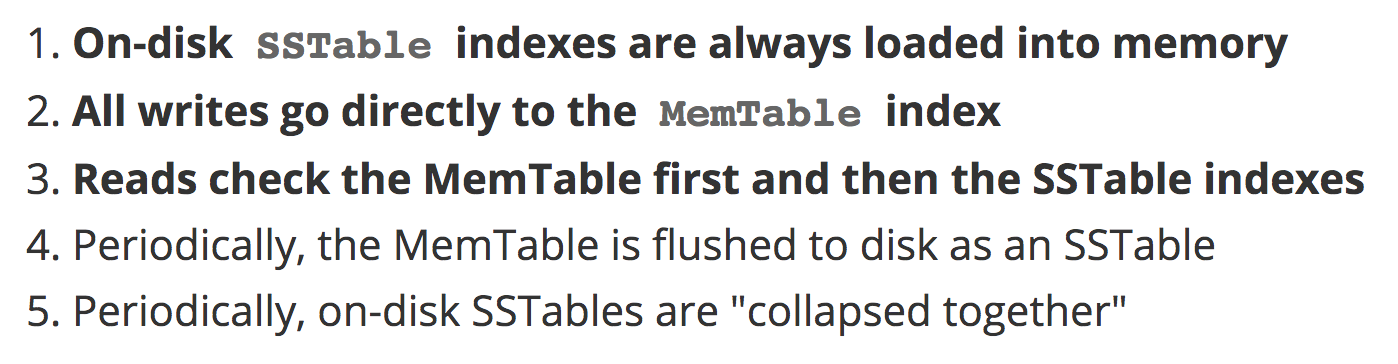 1. On-disk SSTable indexes are always loaded into memory
2. All writes go directly to the MemTable index
3. Reads check the MemTable first and then the SSTable indexes
4. Periodically, the MemTable is flushed to disk as an SSTable
5. Periodically, on-disk SSTables are "collapsed together"